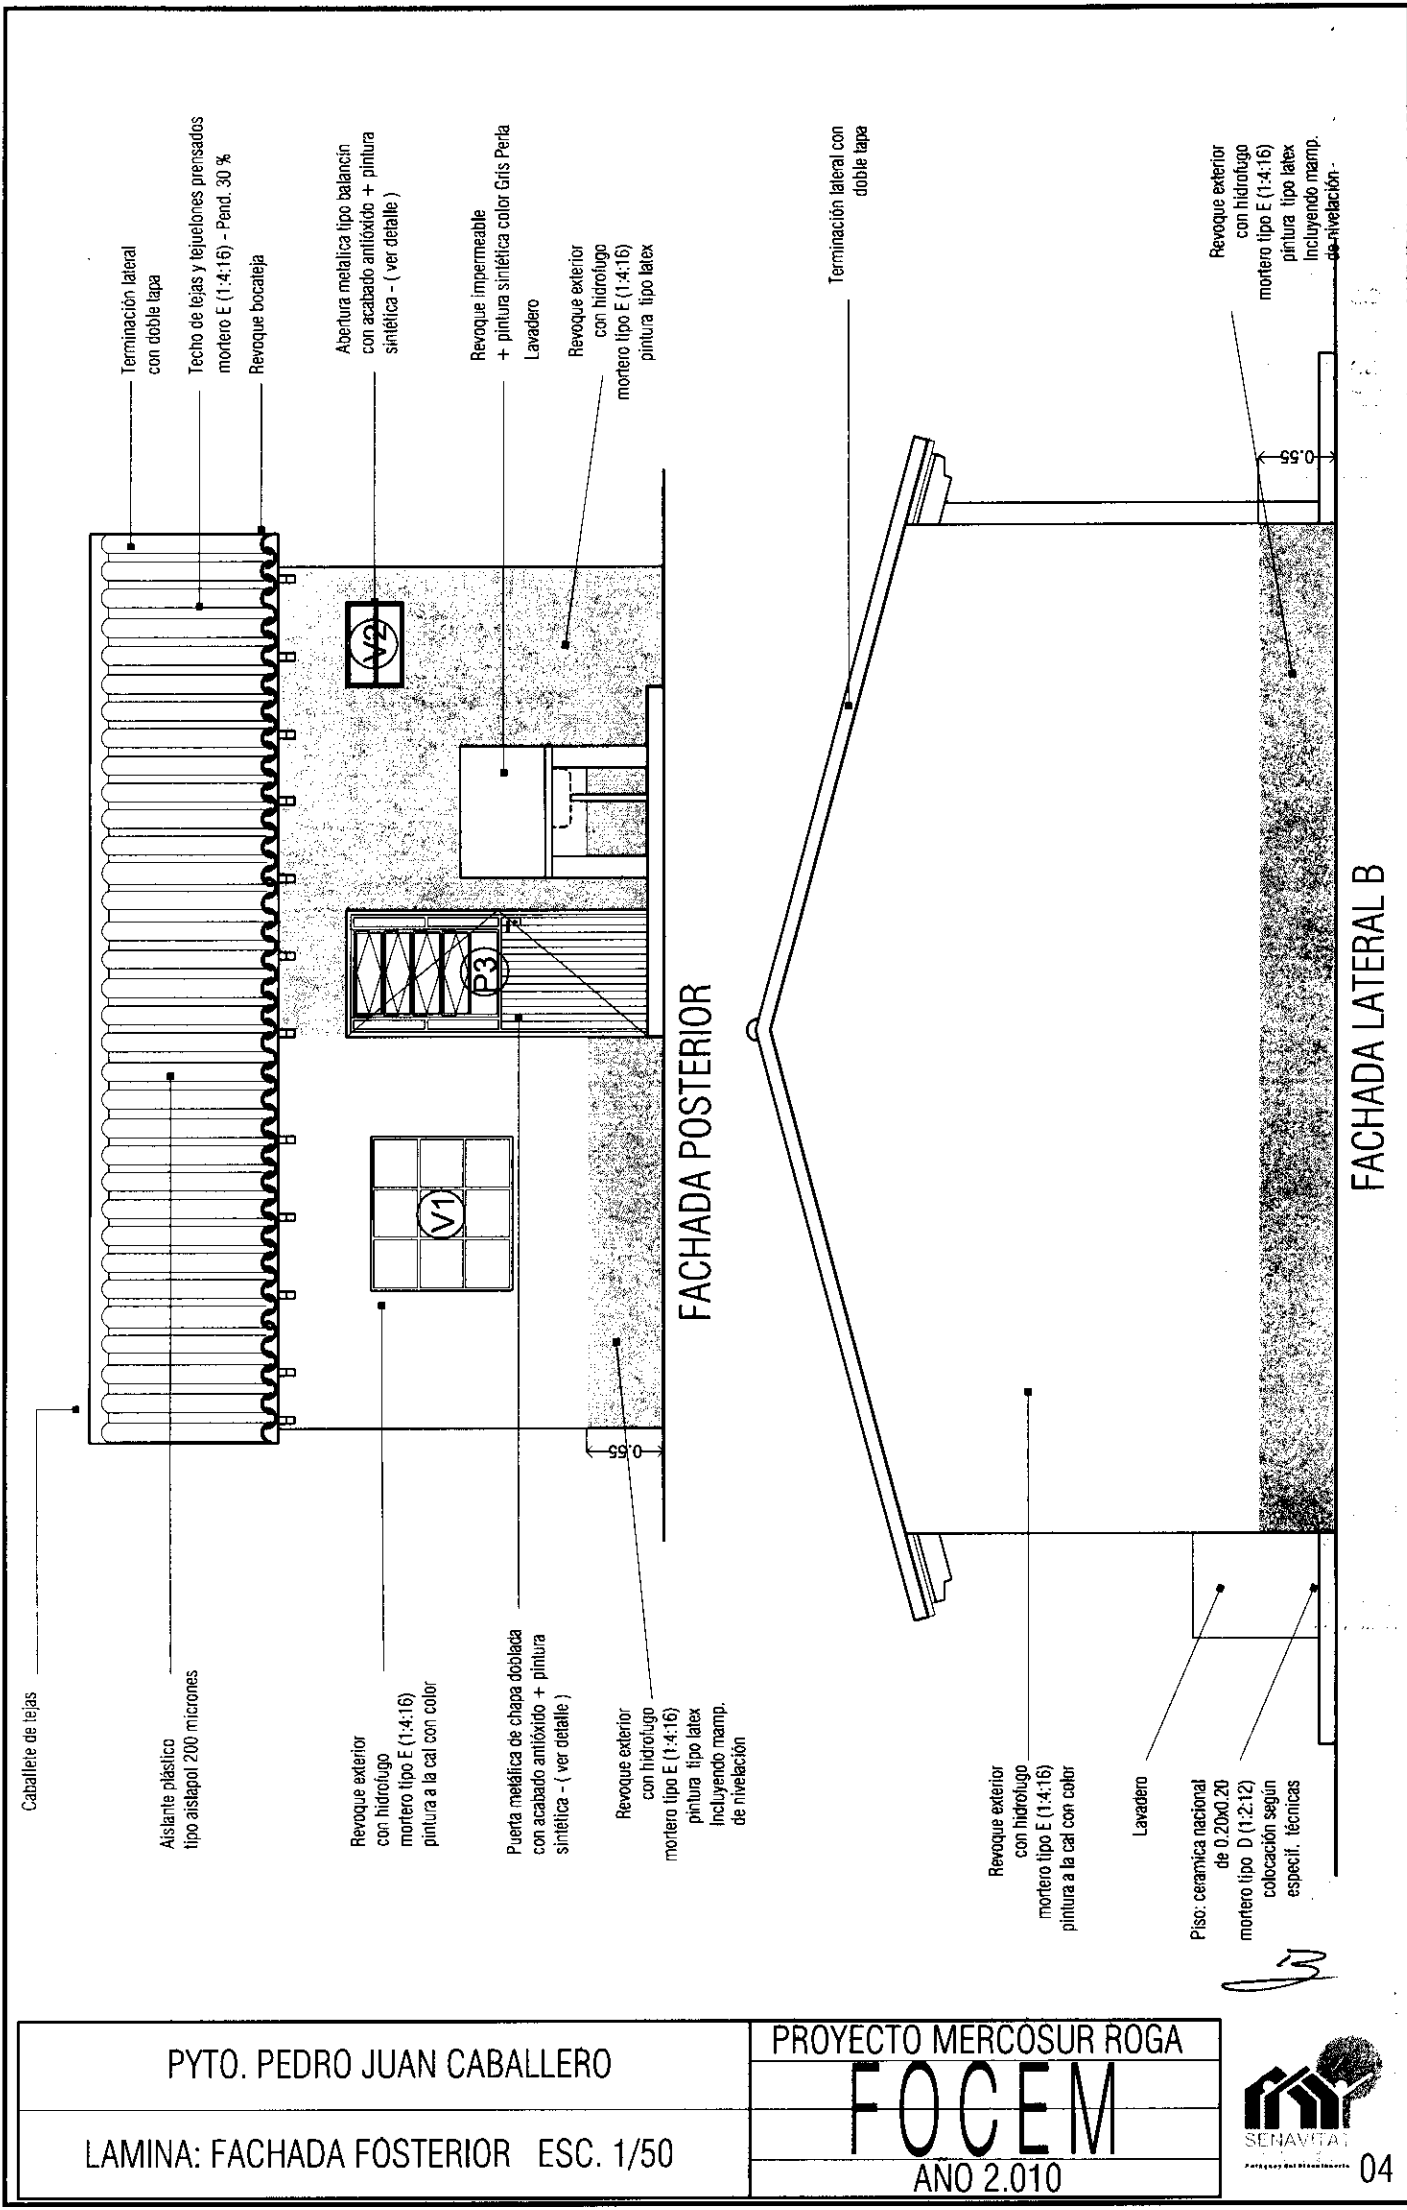 Caballete de tejas
Aislante plástico
tipo aislapol 200 micrones
Revoque exterior
con hidrofugo
mortero tipo E (1:4:16)
pintura a la cal con color
Puerta metálica de chapa doblada
con acabado antióxido + pintura
sintética - ( ver detalle )
Revoque exterior
con hidrofugo
mortero tipo E (1:4:16)
pintura tipo latex
Incluyendo mamp.
de nivelación
Terminación lateral
con doble tapa
Techo de tejas y tejuelones prensados
mortero E (1:4:16) - Pend. 30 %
Revoque bocateja
Abertura metalica tipo balancín
con acabado antióxido + pintura
sintética - ( ver detalle )
Revoque impermeable
+ pintura sintética color Gris Perla
Lavadero
Revoque exterior
con hidrofugo
mortero tipo E (1:4:16)
pintura tipo latex
V1
P3
V2
0.55
FACHADA POSTERIOR
Revoque exterior
con hidrofugo
mortero tipo E (1:4:16)
pintura a la cal con color
Lavadero
Piso: ceramica nacional
de 0.20x0.20
mortero tipo D (1:2:12)
colocación según
especif. técnicas
Terminación lateral con
doble tapa
Revoque exterior
con hidrofugo
mortero tipo E (1:4:16)
pintura tipo latex
Incluyendo mamp.
de nivelación
0.55
FACHADA LATERAL B
PYTO. PEDRO JUAN CABALLERO
LAMINA: FACHADA FOSTERIOR ESC. 1/50
PROYECTO MERCOSUR ROGA
FOCEM
AÑO 2.010
SENAVITAT
04